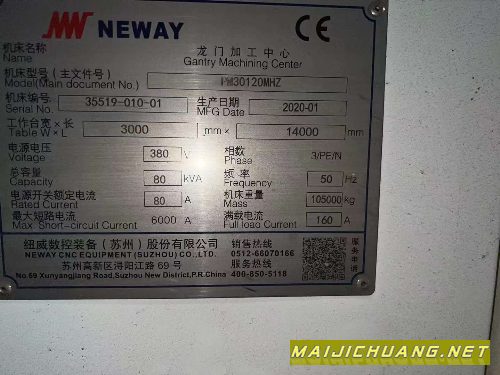 NEWAY
机床名称 龙门加工中心
Name Gantry Machining Center
机床型号(主文件号) PM30120MHZ
Model(Main document No.)
机床编号 35519-010-01 生产日期 2020-01
Serial No. MFG Date
工作台宽×长 3000 mm× 14000 mm
Table W×L
电源电压 380 V 相数 3/PE/N
Voltage Phase
总容量 80 kVA 频率 50 Hz
Capacity Frequency
电源开关额定电流 80 A 机床重量 105000kg
Rated Current Mass
最大短路电流 6000 A 满载电流 160 A
Max. Short-circuit Current Full load Current
纽威数控装备(苏州)股份有限公司 销售热线
NEWAY CNC EQUIPMENT (SUZHOU) CO.,LTD. 0512-66070166
苏州高新区浔阳江路 69 号 服务热线
No.69 Xunyangjiang Road,Suzhou New District,P.R.China 400-850-5118
服务申请
MAIJICHUANG.NET